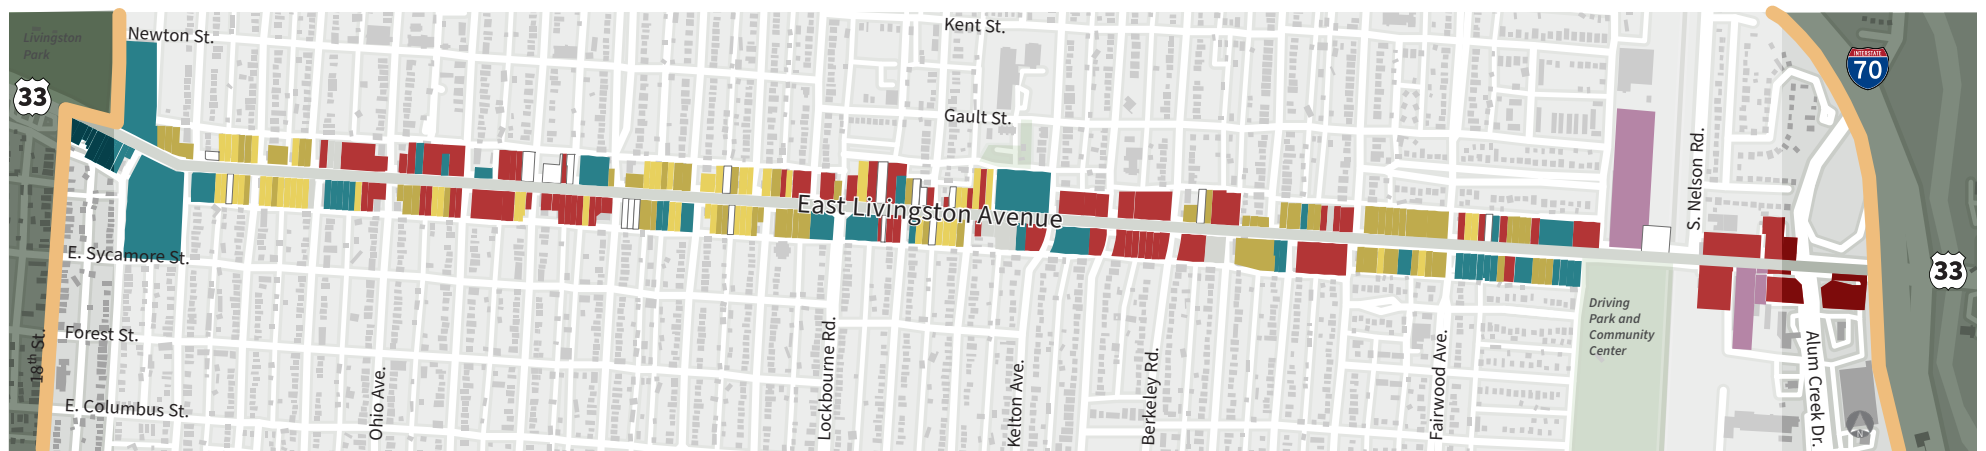 Livingston
Park
Newton St.
Kent St.
33
INTERSTATE
70
Gault St.
S. Nelson Rd.
East Livingston Avenue
E. Sycamore St.
33
Driving
Park and
Community
Center
18th St.
Forest St.
Ohio Ave.
Lockbourne Rd.
Kelton Ave.
Berkeley Rd.
Fairwood Ave.
Alum Creek Dr.
E. Columbus St.
N